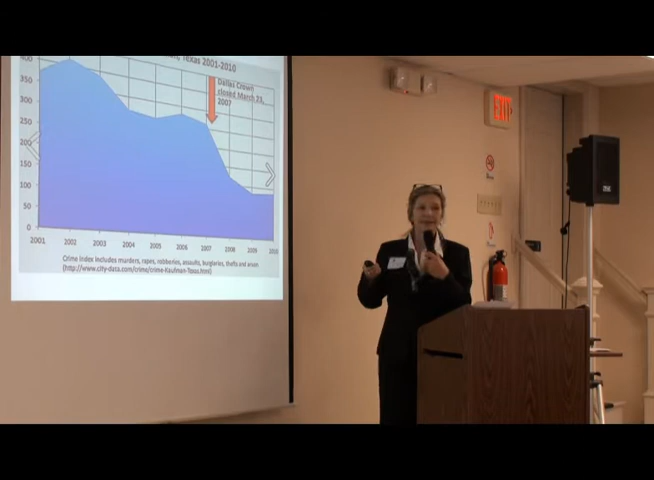 , Texas 2001-2010
400
350
300
250
200
150
100
50
0
Dallas Crown
closed March 23,
2007
2001 2002 2003 2004 2005 2006 2007 2008 2009 2010
Crime index includes murders, rapes, robberies, assaults, burglaries, thefts and arson
(http://www.city-data.com/crime/crime-Kaufman-Texas.html)
EXIT